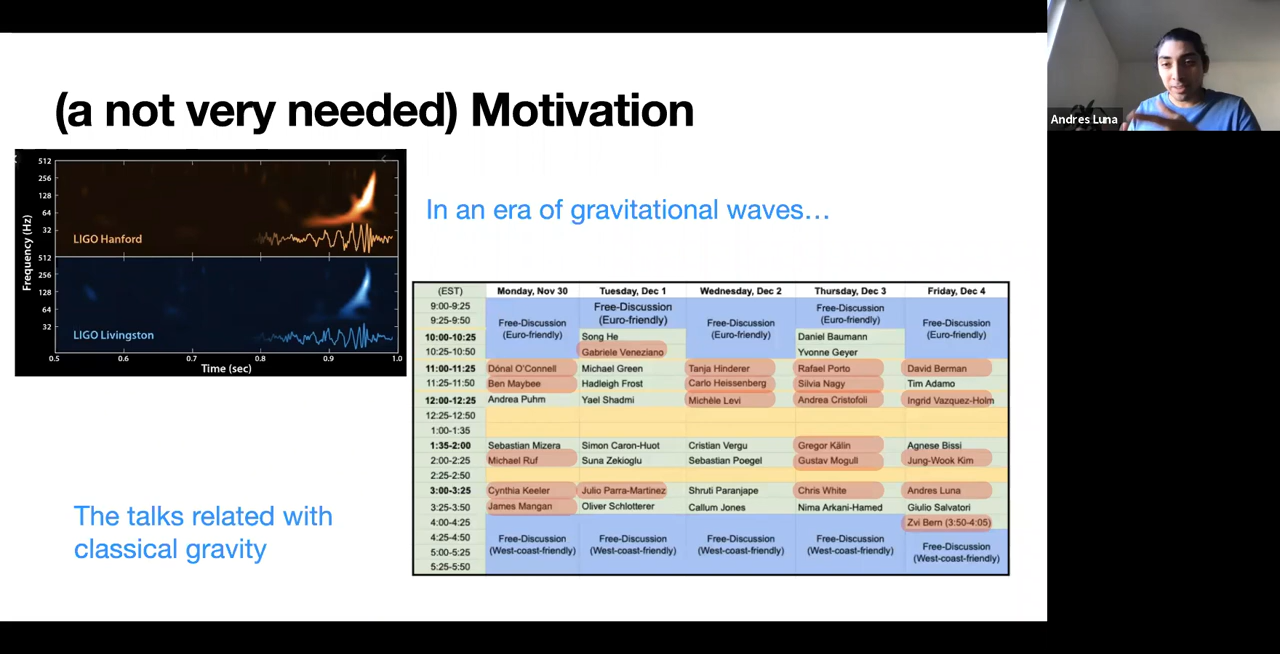 (a not very needed) Motivation
512
256
128
64
32
LIGO Hanford
512
256
128
64
32
LIGO Livingston
Frequency (Hz)
0.5 0.6 0.7 0.8 0.9 1.0
Time (sec)
In an era of gravitational waves…
The talks related with
classical gravity
(EST) Monday, Nov 30 Tuesday, Dec 1 Wednesday, Dec 2 Thursday, Dec 3 Friday, Dec 4
9:00-9:25 Free-Discussion (Euro-friendly) Free-Discussion (Euro-friendly) Free-Discussion (Euro-friendly) Free-Discussion (Euro-friendly) Free-Discussion (Euro-friendly)
9:25-9:50
10:00-10:25 Song He Daniel Baumann
10:25-10:50 Gabriele Veneziano Yvonne Geyer
11:00-11:25 Dónal O'Connell Michael Green Tanja Hinderer Rafael Porto David Berman
11:25-11:50 Ben Maybee Hadleigh Frost Carlo Heissenberg Silvia Nagy Tim Adamo
12:00-12:25 Andrea Puhm Yael Shadmi Michèle Levi Andrea Cristofoli Ingrid Vazquez-Holm
12:25-12:50
1:00-1:35
1:35-2:00 Sebastian Mizera Simon Caron-Huot Cristian Vergu Gregor Kälin Agnese Bissi
2:00-2:25 Michael Ruf Suna Zekioglu Sebastian Poegel Gustav Mogull Jung-Wook Kim
2:25-2:50
3:00-3:25 Cynthia Keeler Julio Parra-Martinez Shruti Paranjape Chris White Andres Luna
3:25-3:50 James Mangan Oliver Schlotterer Callum Jones Nima Arkani-Hamed Giulio Salvatori
4:00-4:25 Zvi Bern (3:50-4:05)
4:25-4:50 Free-Discussion (West-coast-friendly) Free-Discussion (West-coast-friendly) Free-Discussion (West-coast-friendly) Free-Discussion (West-coast-friendly) Free-Discussion (West-coast-friendly)
5:00-5:25
5:25-5:50
Andres Luna